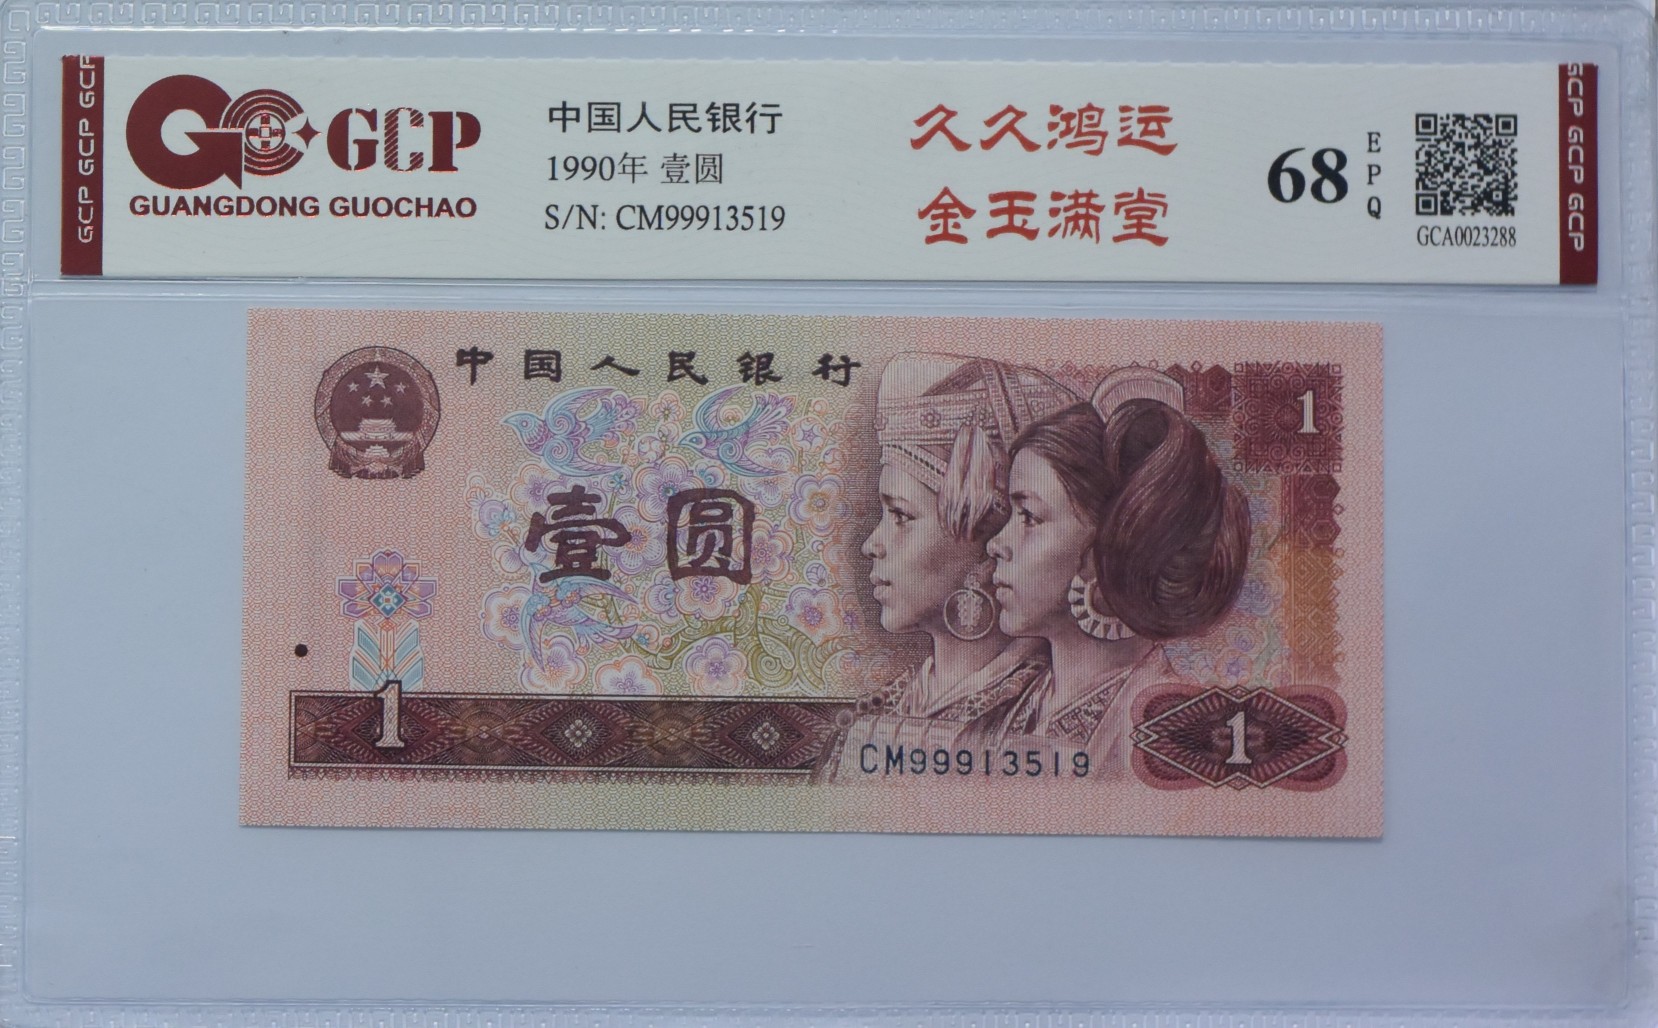 GCP GCP GCP
GCP
GUANGDONG GUOCHAO
中国人民银行
1990年 壹圆
S/N: CM99913519
久久鸿运
金玉满堂
68
EPQ
GCA0023288
GCP GCP GCP
中国人民银行
1
壹圆
1
CM99913519
1